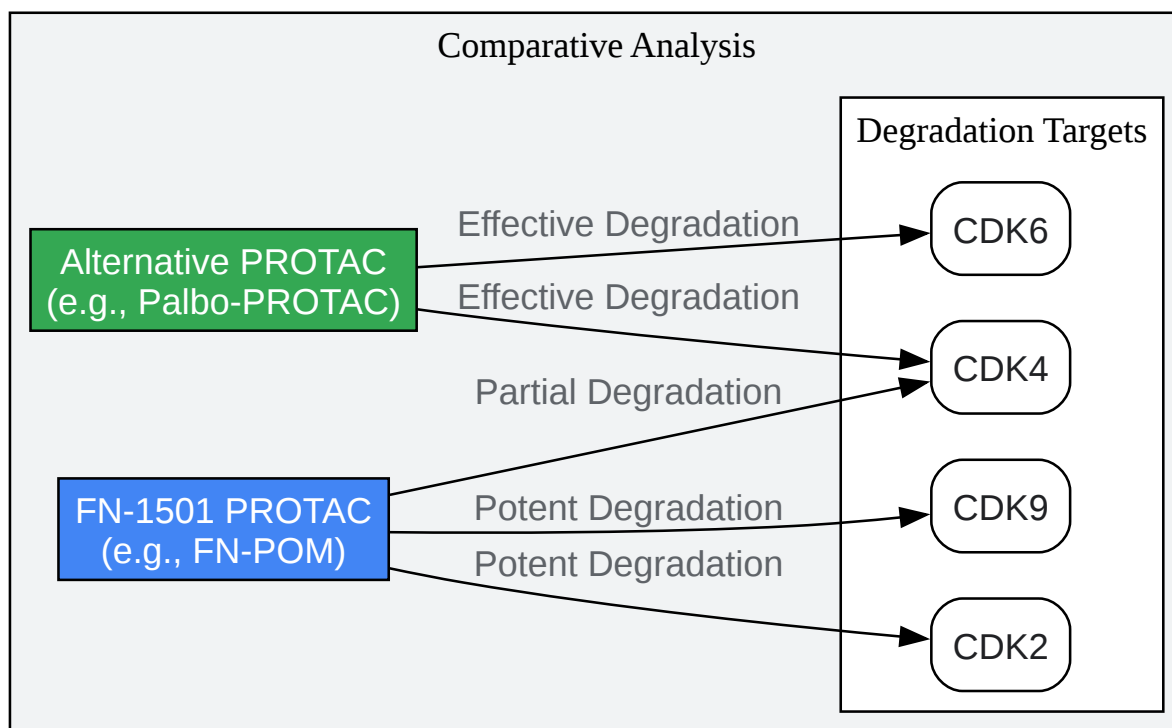 Comparative Analysis
Degradation Targets
Effective Degradation
CDK6
Alternative PROTAC
(e.g., Palbo-PROTAC)
Effective Degradation
CDK4
Partial Degradation
FN-1501 PROTAC
(e.g., FN-POM)
Potent Degradation
CDK9
Potent Degradation
CDK2